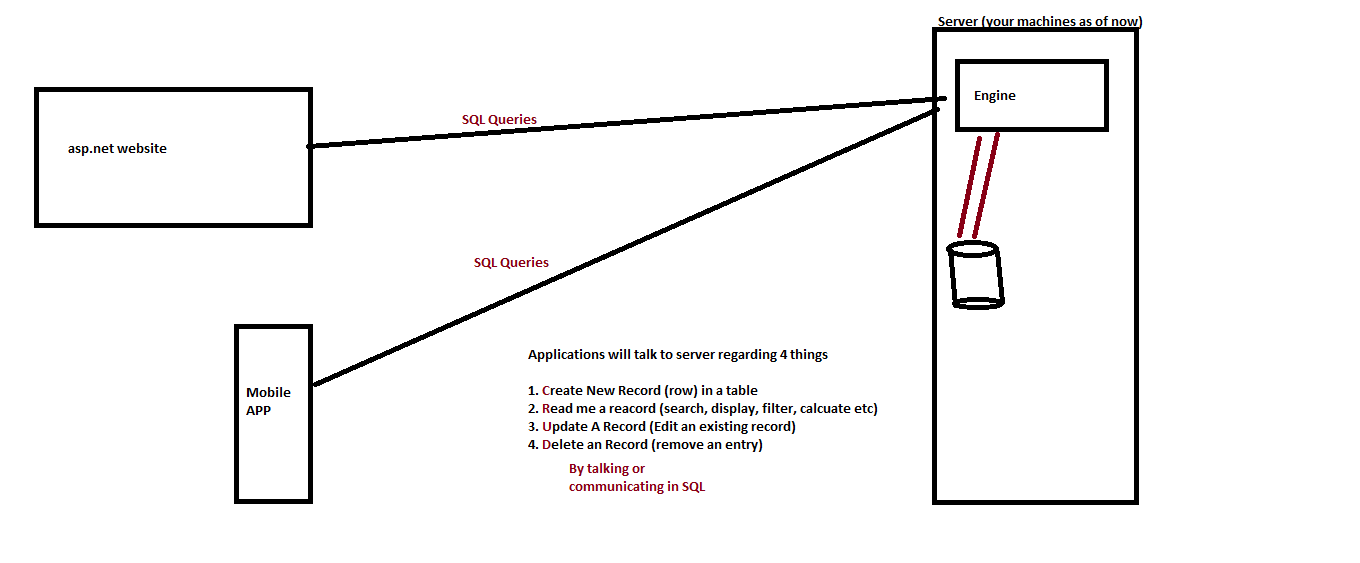 Server (your machines as of now)
Engine
SQL Queries
asp.net website
SQL Queries
Applications will talk to server regarding 4 things
1. Create New Record (row) in a table
2. Read me a reacord (search, display, filter, calcuate etc)
3. Update A Record (Edit an existing record)
4. Delete an Record (remove an entry)
By talking or
communicating in SQL
Mobile
APP